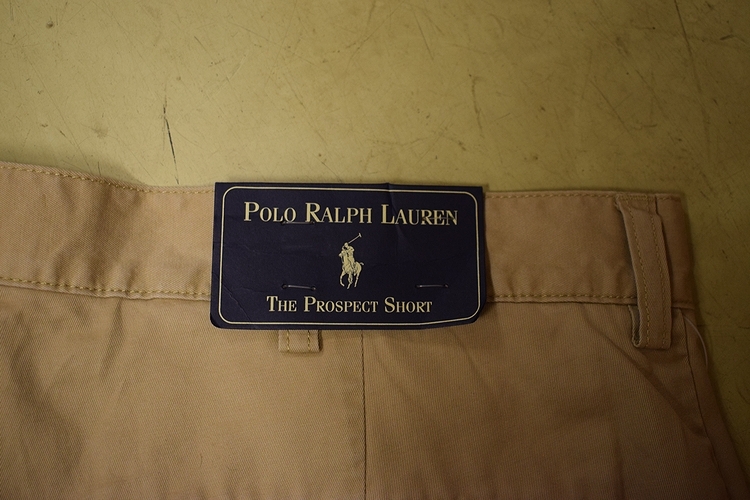 Polo Ralph Lauren
The Prospect Short